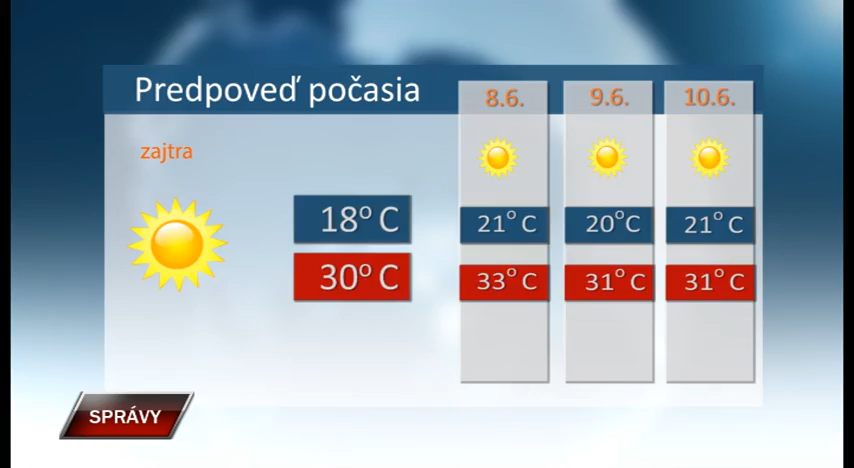 Predpoveď počasia
8.6. 9.6. 10.6.
zajtra
18° C 21° C 20°C 21° C
30° C 33° C 31° C 31° C
SPRÁVY